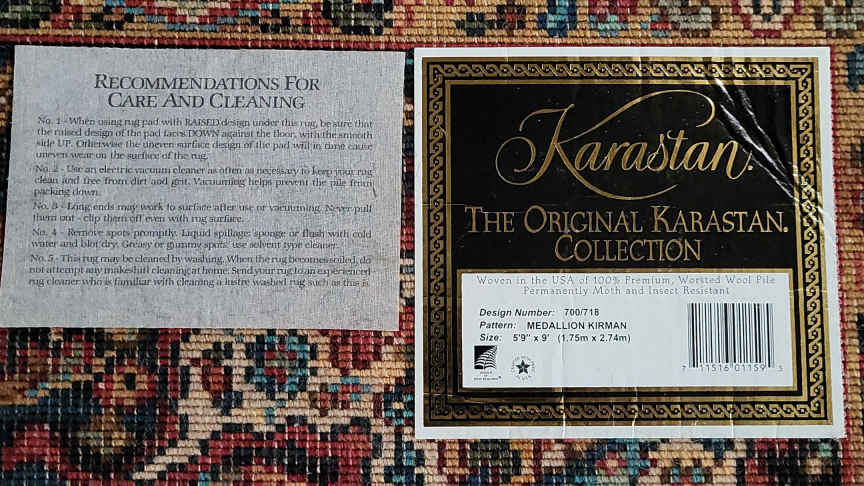 RECOMMENDATIONS FOR
CARE AND CLEANING
No. 1 - When using rug pad with RAISED design under this rug, be sure that
the raised design of the pad faces DOWN against the floor, with the smooth
side UP. Otherwise the uneven surface design of the pad will in time cause
uneven wear on the surface of the rug.
No. 2 - Use an electric vacuum cleaner as often as necessary to keep your rug
clean and free from dirt and grit. Vacuuming helps prevent the pile from
packing down.
No. 3 - Long ends may work to surface after use or vacuuming. Never pull
them out - clip them off even with rug surface.
No. 4 - Remove spots promptly. Liquid spillage: sponge or flush with cold
water and blot dry. Greasy or gummy spots: use solvent type cleaner.
No. 5 - This rug may be cleaned by washing. When the rug becomes soiled, do
not attempt any makeshift cleaning at home. Send your rug to an experienced
rug cleaner who is familiar with cleaning a lustre washed rug such as this is.
Karastan.
THE ORIGINAL KARASTAN.
COLLECTION
Woven in the USA of 100% Premium, Worsted Wool Pile
Permanently Moth and Insect Resistant
Design Number: 700/718
Pattern: MEDALLION KIRMAN
Size: 5'9" x 9' (1.75m x 2.74m)
7 11516 01159 5